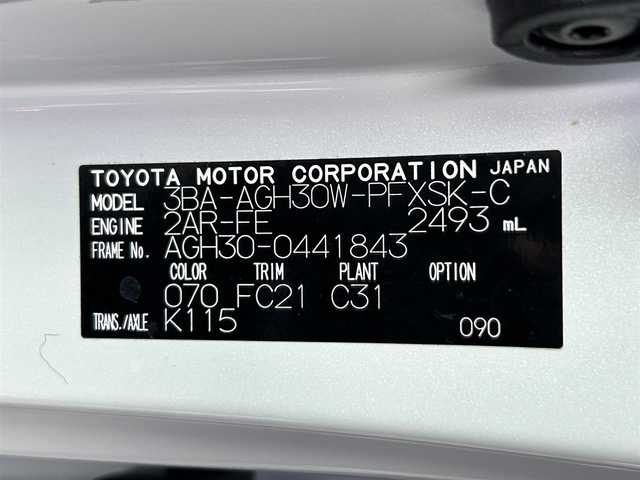 TOYOTA MOTOR CORPORATION JAPAN
MODEL 3BA-AGH30W-PFXSK-C
ENGINE 2AR-FE 2493 mL
FRAME No. AGH30-0441843
COLOR TRIM PLANT OPTION
070 FC21 C31
TRANS./AXLE K115 090